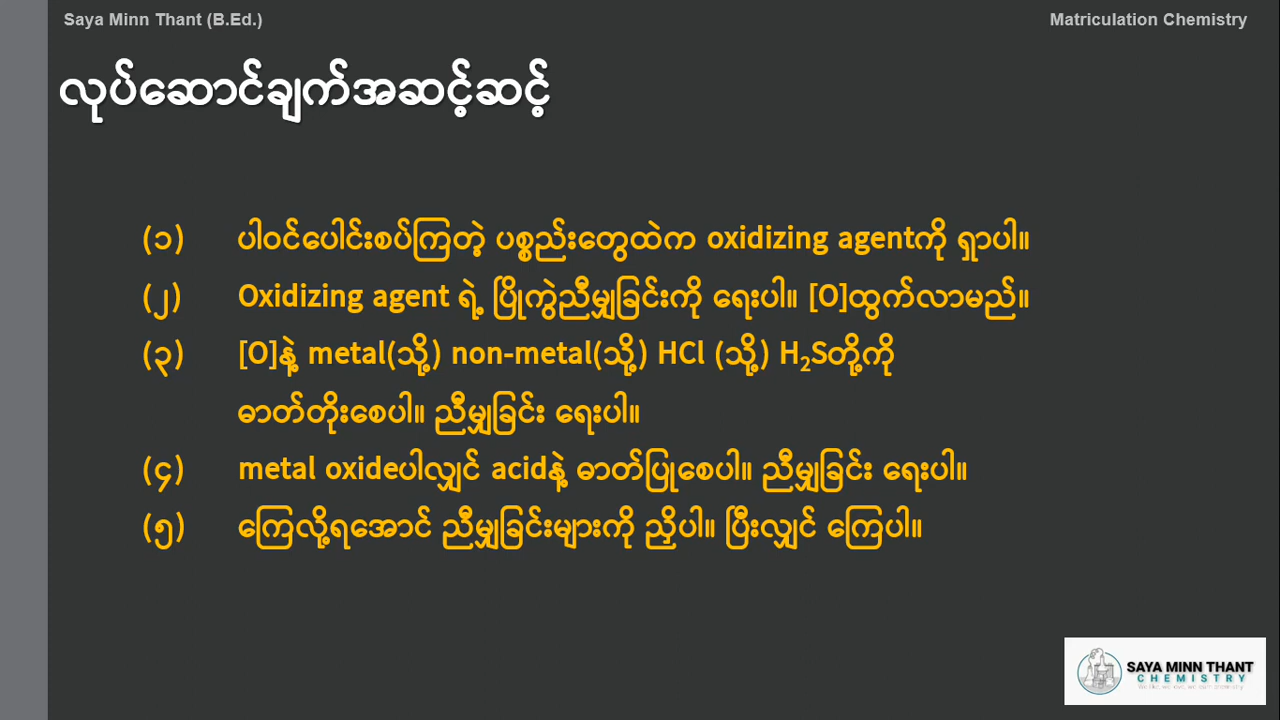 Saya Minn Thant (B.Ed.)
Matriculation Chemistry
လုပ်ဆောင်ချက်အဆင့်ဆင့်
(၁) ပါဝင်ပေါင်းစပ်ကြတဲ့ ပစ္စည်းတွေထဲက oxidizing agentကို ရှာပါ။
(၂) Oxidizing agent ရဲ့ ပြိုကွဲညီမျှခြင်းကို ရေးပါ။ [O]ထွက်လာမည်။
(၃) [O]နဲ့ metal(သို့) non-metal(သို့) HCl (သို့) H₂Sတို့ကို
ဓာတ်တိုးစေပါ။ ညီမျှခြင်း ရေးပါ။
(၄) metal oxideပါလျှင် acidနဲ့ ဓာတ်ပြုစေပါ။ ညီမျှခြင်း ရေးပါ။
(၅) ကြေလို့ရအောင် ညီမျှခြင်းများကို ညှိပါ။ ပြီးလျှင် ကြေပါ။
SAYA MINN THANT
CHEMISTRY